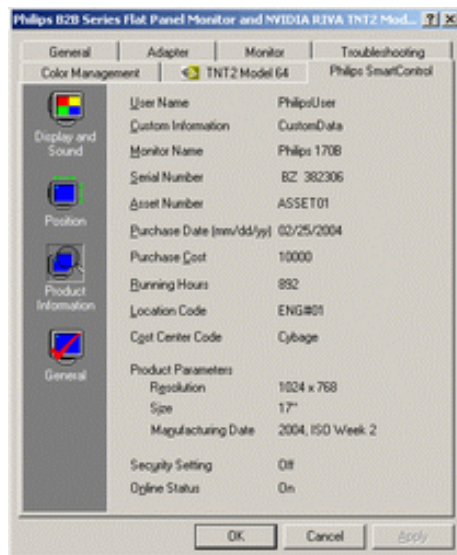 Philips B2B Series Flat Panel Monitor and NVIDIA RIVA TNT2 Mod... ? X
General Adapter Monitor Troubleshooting
Color Management TNT2 Model 64 Philips SmartControl
Display and Sound
Position
Product Information
General
User Name PhilipsUser
Custom Information CustomData
Monitor Name Philips 170B
Serial Number BZ 382306
Asset Number ASSET01
Purchase Date (mm/dd/yy) 02/25/2004
Purchase Cost 10000
Running Hours 892
Location Code ENG#01
Cost Center Code Cybage
Product Parameters
Resolution 1024 x 768
Size 17"
Manufacturing Date 2004, ISO Week 2
Security Setting Off
Online Status On
OK Cancel Apply